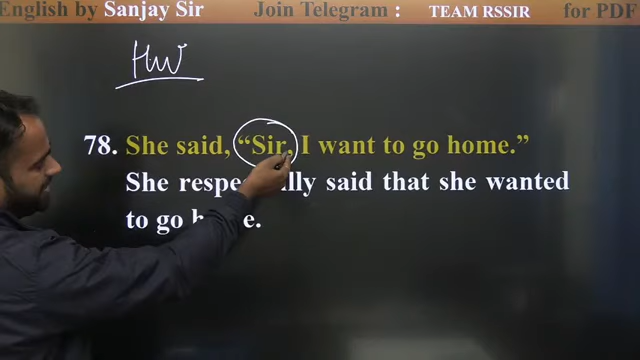 English by Sanjay Sir Join Telegram : TEAM RSSIR for PDF
HW
78. She said, “Sir, I want to go home.”
She said that she wanted
to go